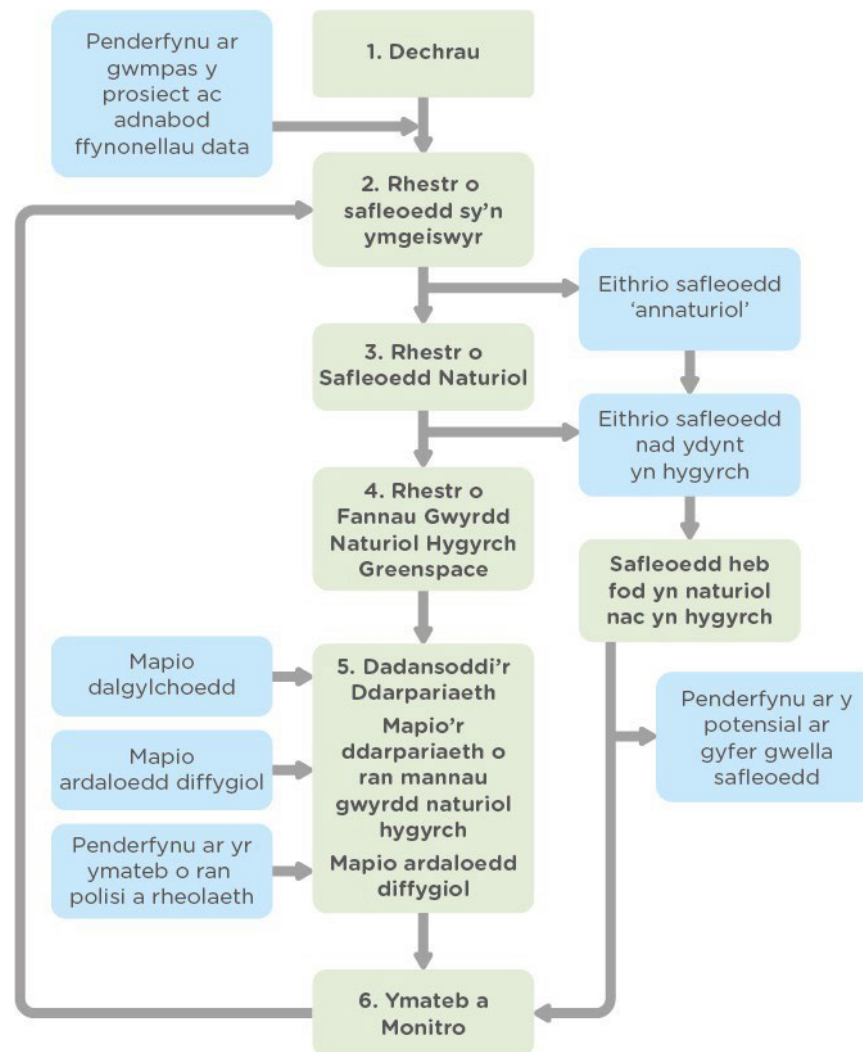 Penderfynu ar
gwmpas y
prosiect ac
adnabod
ffynonellau data
1. Dechrau
2. Rhestr o
safleoedd sy'n
ymgeiswyr
Eithrio safleoedd
‘annaturiol’
3. Rhestr o
Safleoedd Naturiol
Eithrio safleoedd
nad ydynt
yn hygyrch
4. Rhestr o
Fannau Gwyrdd
Naturiol Hygyrch
Greenspace
Safleoedd heb
fod yn naturiol
nac yn hygyrch
Mapio
dalgylchoedd
Mapio
ardaloedd diffygiol
Penderfynu ar yr
ymateb o ran
polisi a rheolaeth
5. Dadansoddi'r
Ddarpariaeth
Mapio'r
ddarpariaeth o
ran mannau
gwyrdd naturiol
hygyrch
Mapio ardaloedd
diffygiol
Penderfynu ar y
potensial ar
gyfer gwella
safleoedd
6. Ymateb a
Monitro